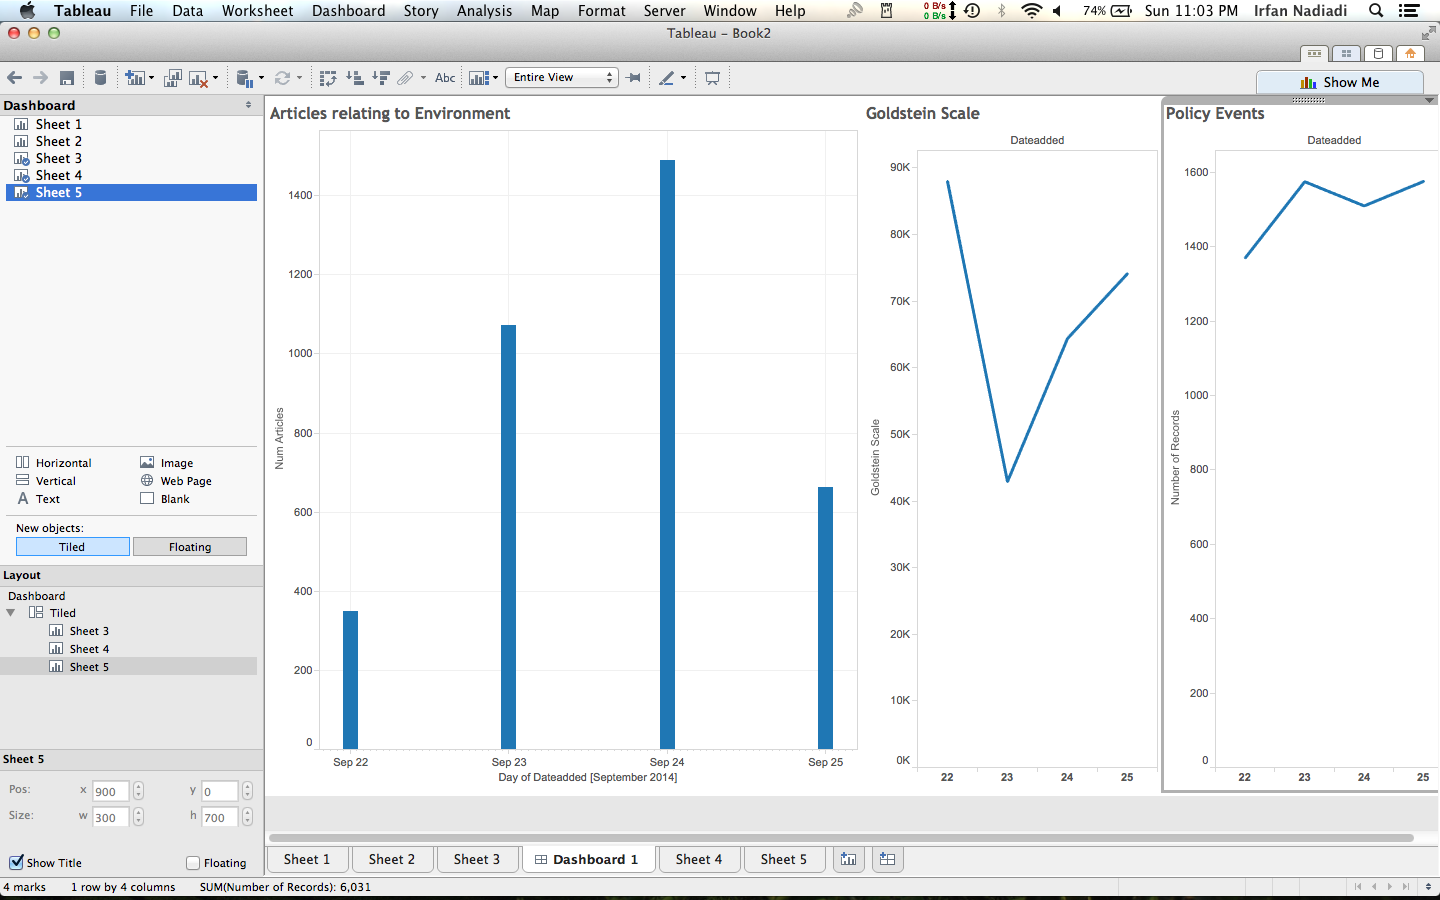 Tableau File Data Worksheet Dashboard Story Analysis Map Format Server Window Help 0 B/s 0 B/s 74% Sun 11:03 PM Irfan Nadiadi
Tableau - Book2
Abc Entire View Show Me
Dashboard
Sheet 1
Sheet 2
Sheet 3
Sheet 4
Sheet 5
Horizontal Image
Vertical Web Page
A Text Blank
New objects:
Tiled Floating
Layout
Dashboard
Tiled
Sheet 3
Sheet 4
Sheet 5
Sheet 5
Pos: x 900 y 0
Size: w 300 h 700
Show Title Floating
Articles relating to Environment
Num Articles
1400
1200
1000
800
600
400
200
0
Sep 22 Sep 23 Sep 24 Sep 25
Day of Dateadded [September 2014]
Goldstein Scale
Dateadded
Goldstein Scale
90K
80K
70K
60K
50K
40K
30K
20K
10K
0K
22 23 24 25
Policy Events
Dateadded
Number of Records
1600
1400
1200
1000
800
600
400
200
0
22 23 24 25
Sheet 1 Sheet 2 Sheet 3 Dashboard 1 Sheet 4 Sheet 5
4 marks 1 row by 4 columns SUM(Number of Records): 6,031